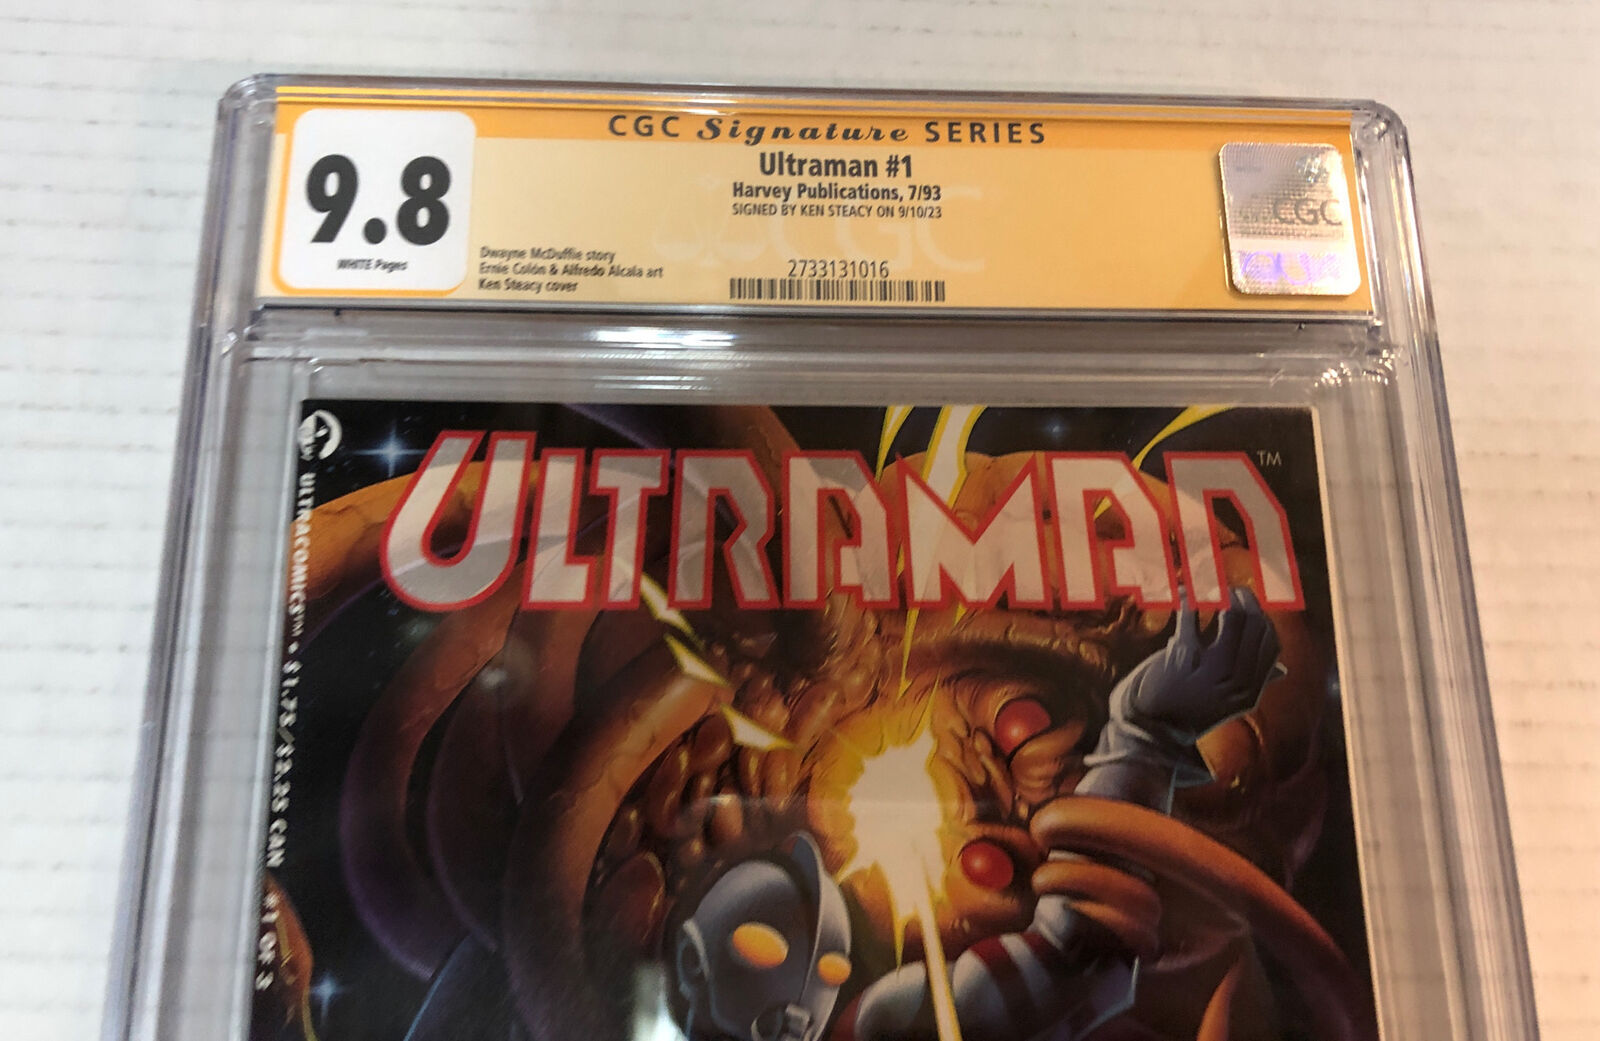 CGC Signature SERIES
Ultraman #1
Harvey Publications, 7/93
SIGNED BY KEN STEACY ON 9/10/23
9.8
WHITE Pages
Dwayne McDuffie story
Ernie Colón & Alfredo Alcala art
Ken Steacy cover
2733131016
CGC
ULTRAMAN™
ULTRACOMICS™ • $1.75/$2.25 CAN #1 OF 3